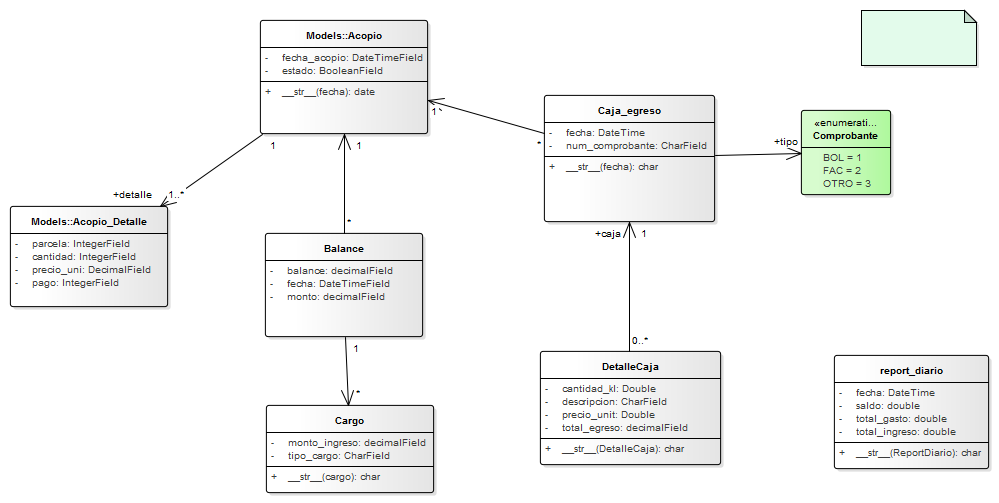 Models::Acopio
- fecha_acopio: DateTimeField
- estado: BooleanField
+ __str__(fecha): date
1
1
1`
+detalle
1..*
Models::Acopio_Detalle
- parcela: IntegerField
- cantidad: IntegerField
- precio_uni: DecimalField
- pago: IntegerField
*
Balance
- balance: decimalField
- fecha: DateTimeField
- monto: decimalField
1
*
Cargo
- monto_ingreso: decimalField
- tipo_cargo: CharField
+ __str__(cargo): char
Caja_egreso
- fecha: DateTime
- num_comprobante: CharField
+ __str__(fecha): char
*
+tipo
«enumerati...
Comprobante
BOL = 1
FAC = 2
OTRO = 3
+caja
1
0..*
DetalleCaja
- cantidad_kl: Double
- descripcion: CharField
- precio_unit: Double
- total_egreso: decimalField
+ __str__(DetalleCaja): char
report_diario
- fecha: DateTime
- saldo: double
- total_gasto: double
- total_ingreso: double
+ __str__(ReportDiario): char